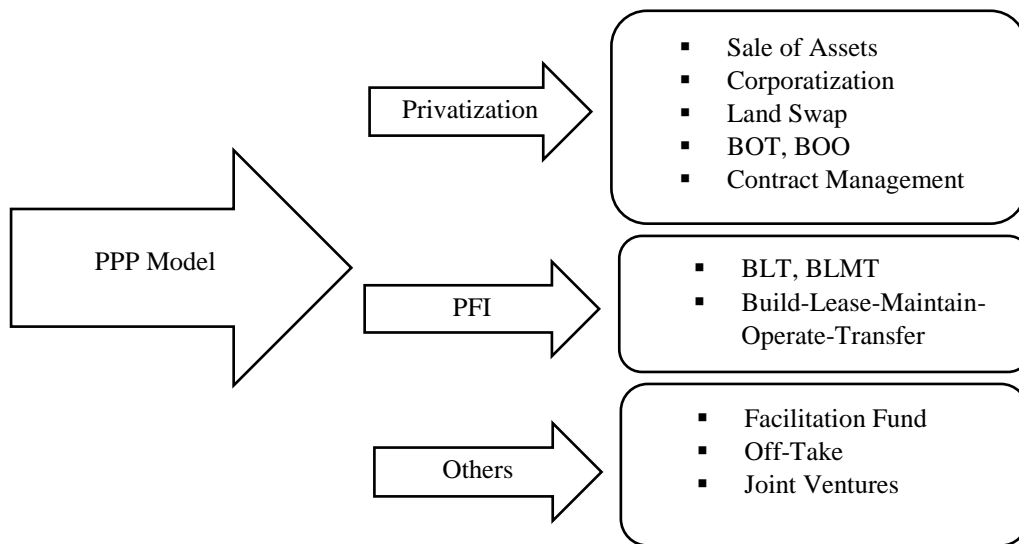 PPP Model
Privatization
▪ Sale of Assets
▪ Corporatization
▪ Land Swap
▪ BOT, BOO
▪ Contract Management
PFI
▪ BLT, BLMT
▪ Build-Lease-Maintain-
Operate-Transfer
Others
▪ Facilitation Fund
▪ Off-Take
▪ Joint Ventures